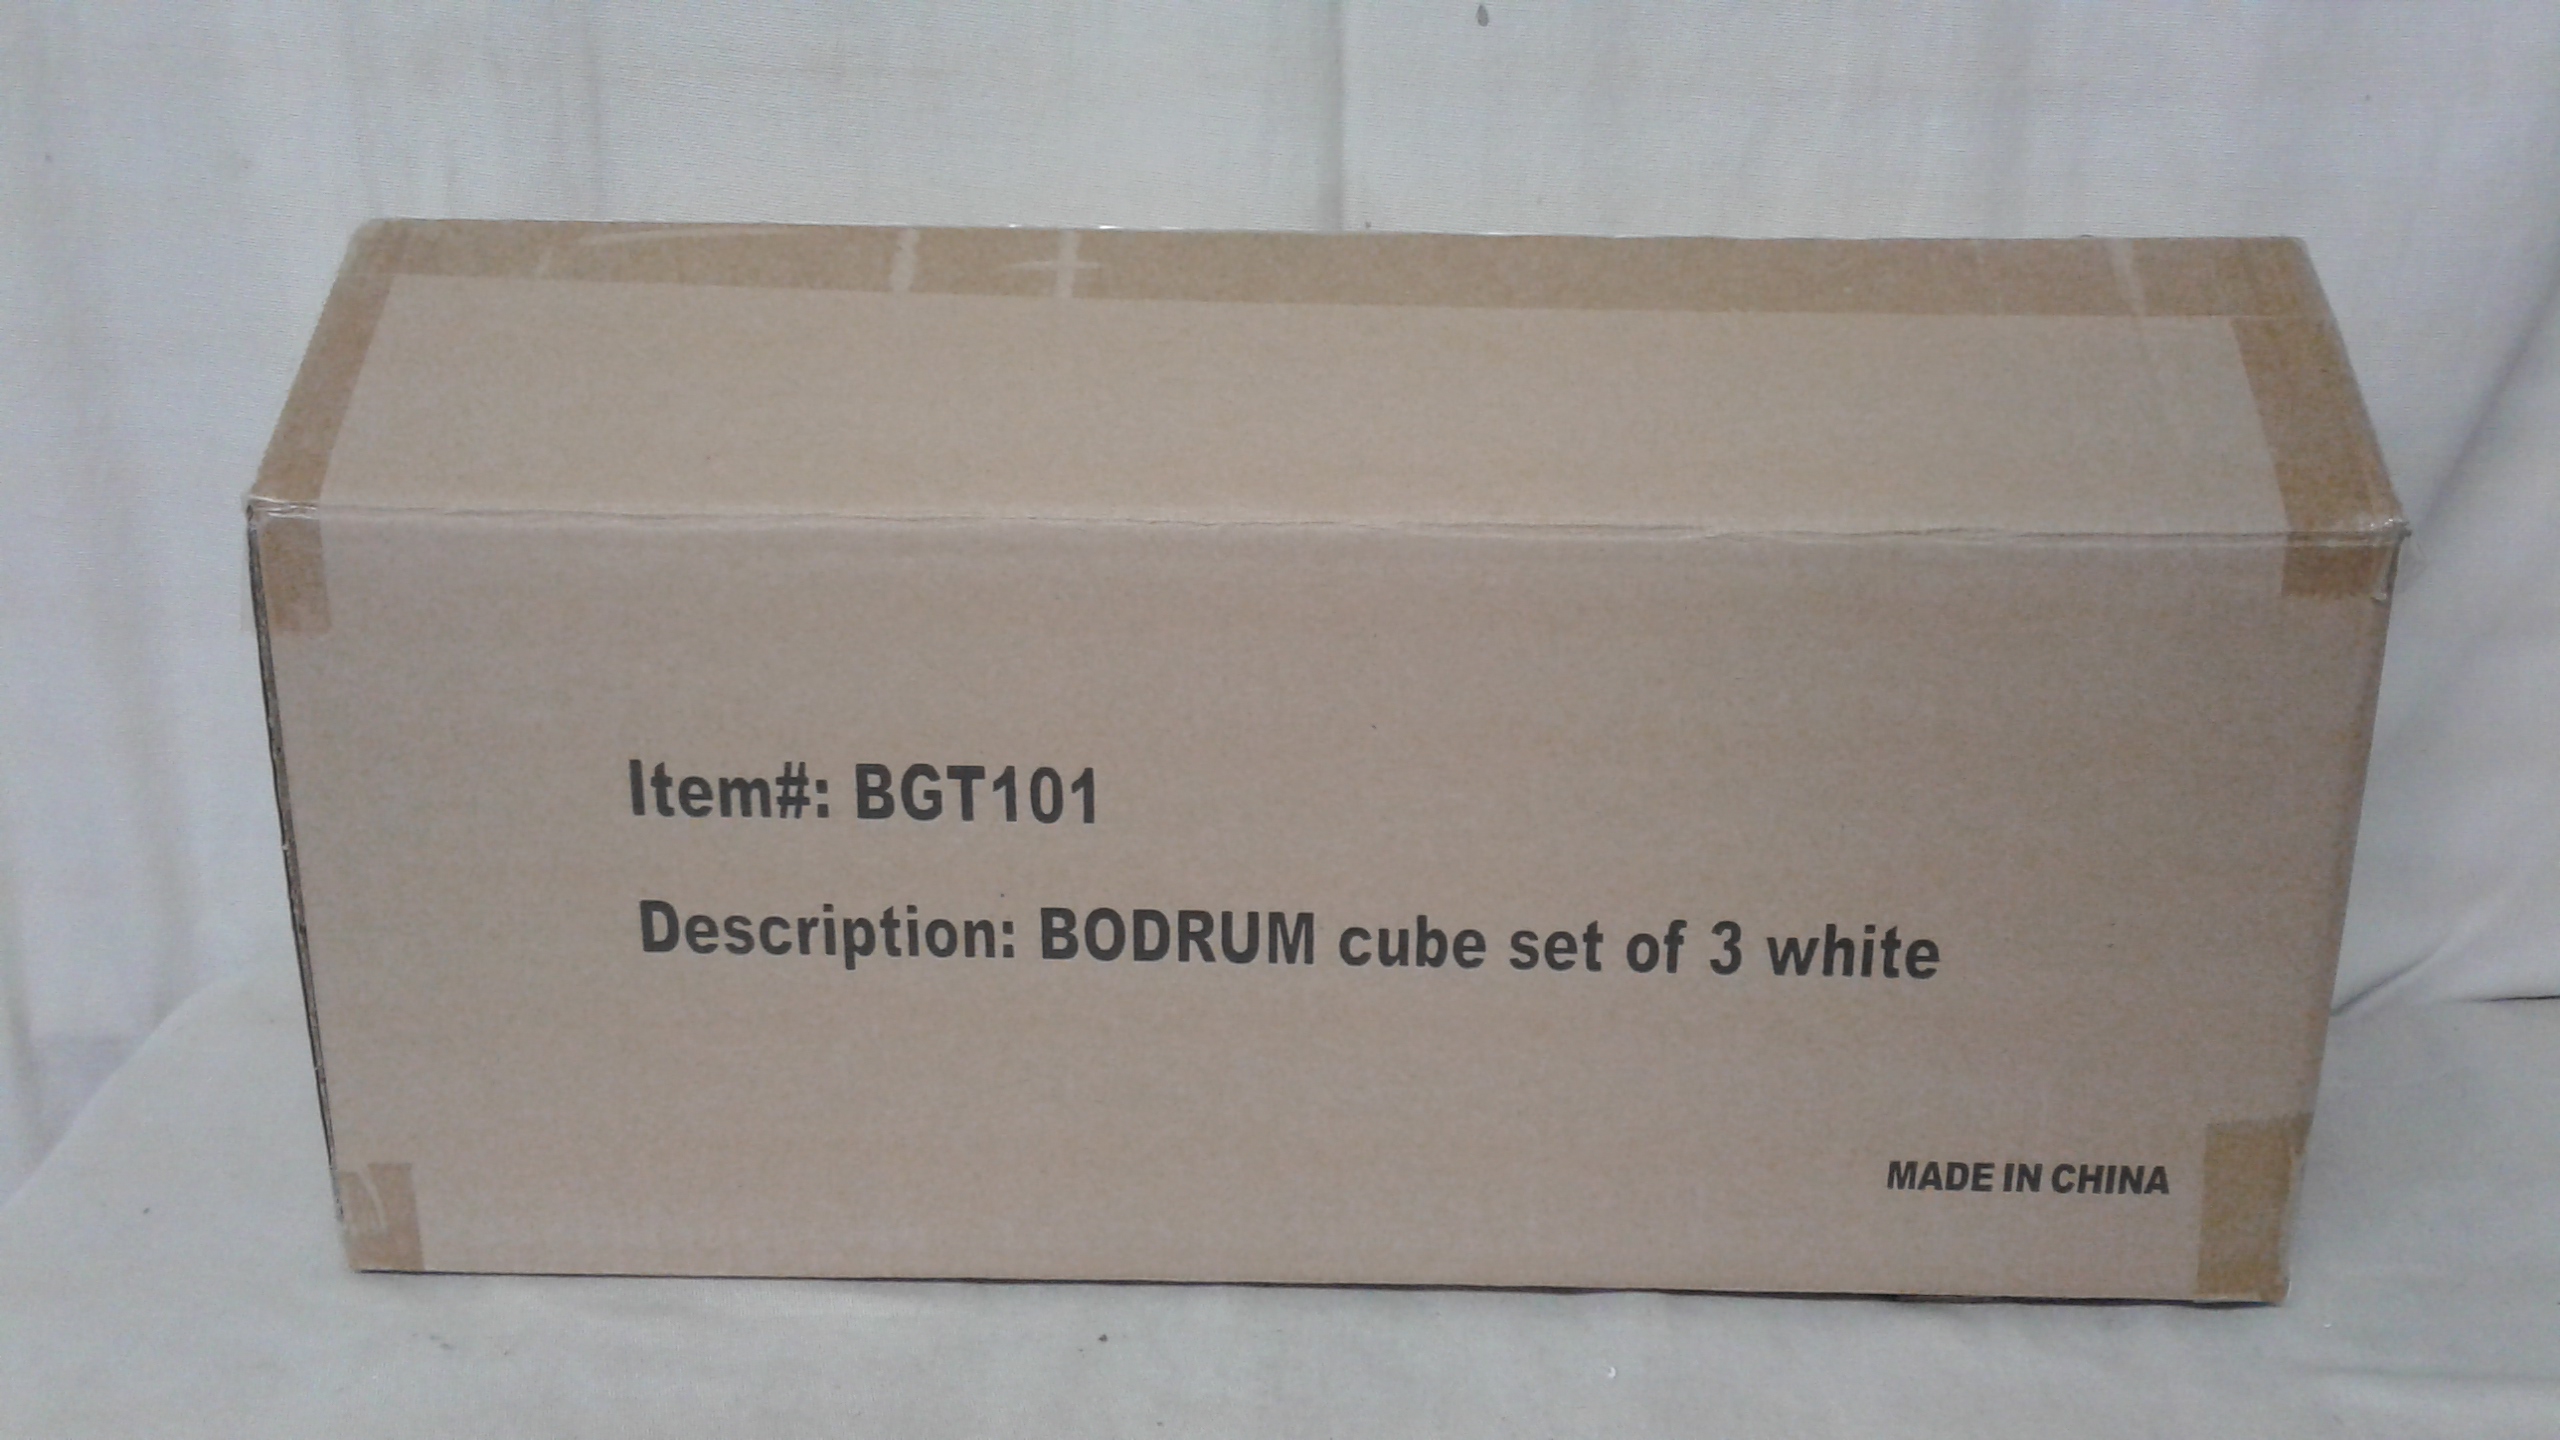 Item#: BGT101
Description: BODRUM cube set of 3 white
MADE IN CHINA